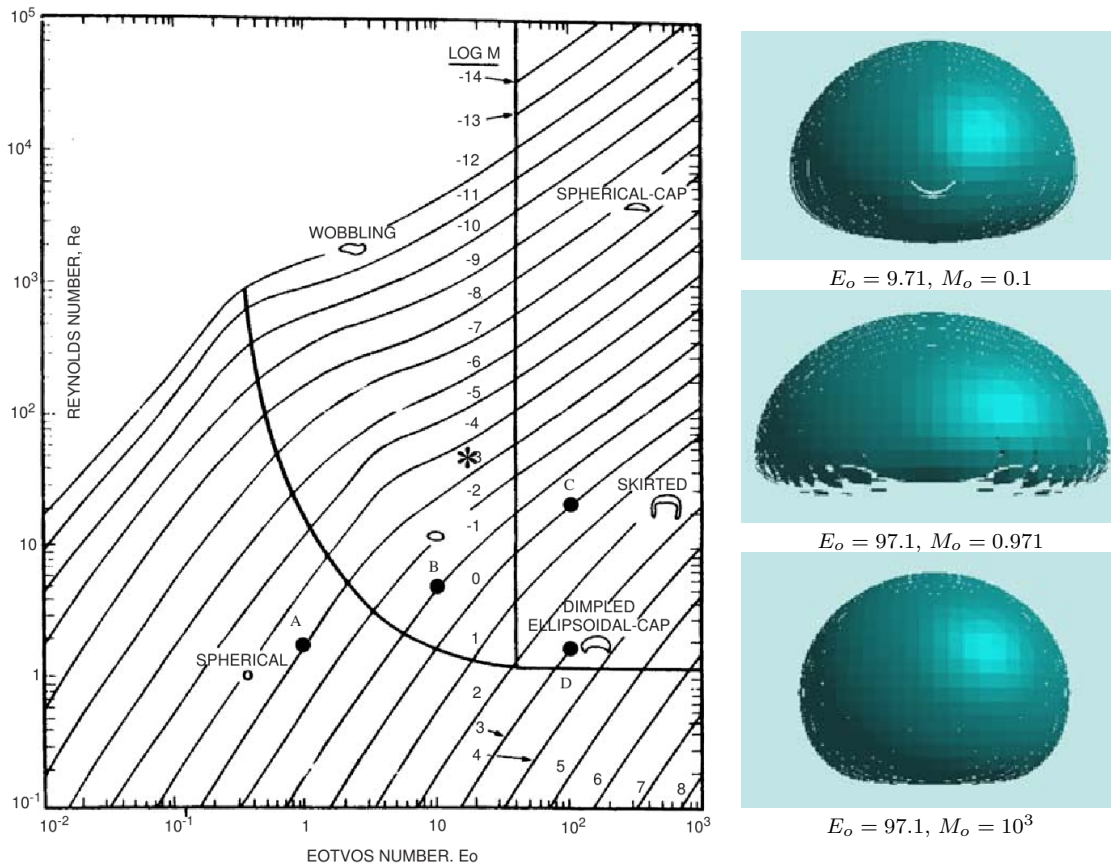 10^5
10^4
10^3
10^2
10
1
10^-1
REYNOLDS NUMBER, Re
LOG M
-14
-13
-12
-11
-10
-9
-8
-7
-6
-5
-4
3
-2
-1
0
1
2
3
4
5
6
7
8
WOBBLING
SPHERICAL-CAP
SKIRTED
DIMPLED
ELLIPSOIDAL-CAP
SPHERICAL
A
B
C
D
10^-2
10^-1
1
10
10^2
10^3
EOTVOS NUMBER. Eo
E_o = 9.71, M_o = 0.1
E_o = 97.1, M_o = 0.971
E_o = 97.1, M_o = 10^3